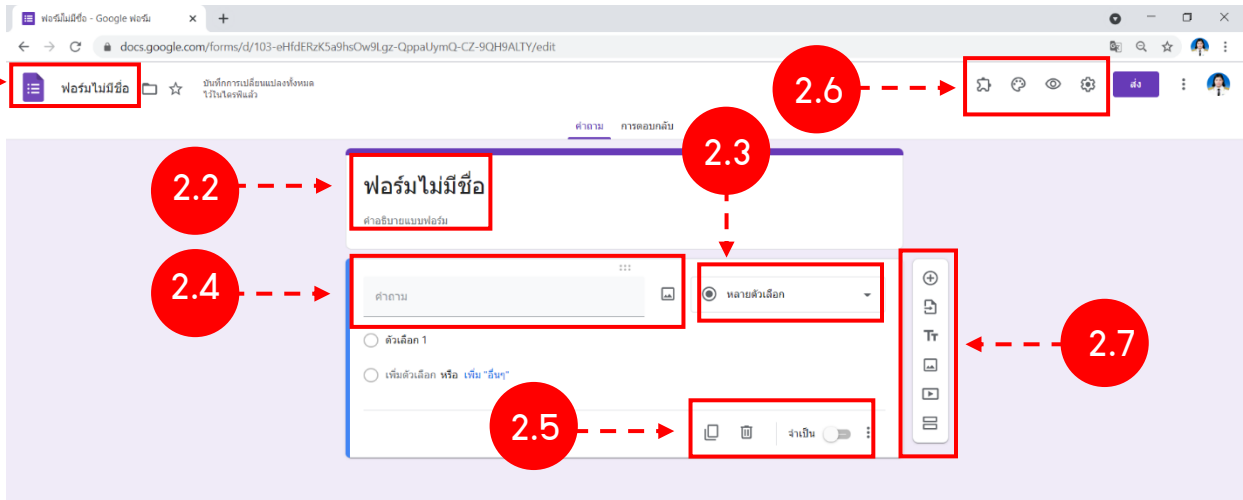 ฟอร์มไม่มีชื่อ - Google ฟอร์ม
docs.google.com/forms/d/103-eHfdERzK5a9hsOw9Lgz-QppaUymQ-CZ-9QH9ALTY/edit
ฟอร์มไม่มีชื่อ
บันทึกการเปลี่ยนแปลงทั้งหมด
ไว้ในไดรฟ์แล้ว
2.6
ส่ง
คำถาม การตอบกลับ
2.3
2.2
ฟอร์มไม่มีชื่อ
คำอธิบายแบบฟอร์ม
2.4
คำถาม
หลายตัวเลือก
Tт
2.7
ตัวเลือก 1
เพิ่มตัวเลือก หรือ เพิ่ม "อื่นๆ"
2.5
จำเป็น